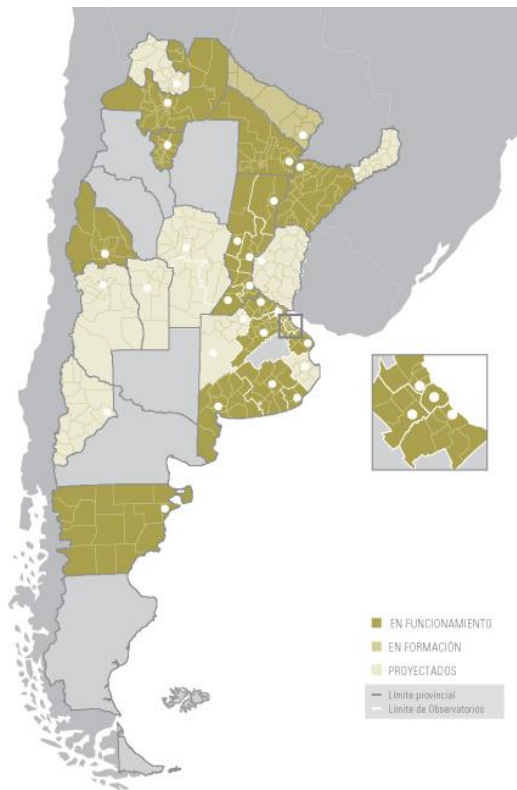 EN FUNCIONAMIENTO
EN FORMACIÓN
PROYECTADOS
Límite provincial
Límite de Observatorios